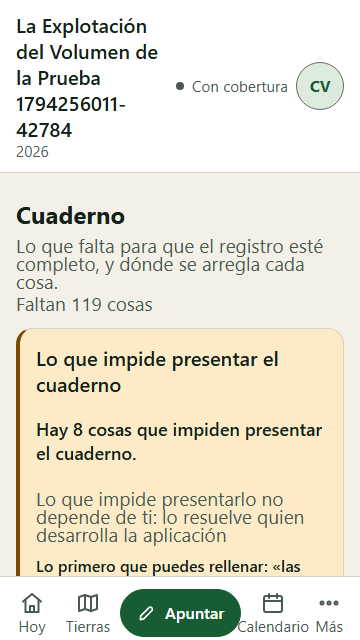 La Explotación
del Volumen de
la Prueba
1794256011-
42784
2026
Con cobertura
CV
Cuaderno
Lo que falta para que el registro esté
completo, y dónde se arregla cada
cosa.
Faltan 119 cosas
Lo que impide presentar el
cuaderno
Hay 8 cosas que impiden presentar
el cuaderno.
Lo que impide presentarlo no
depende de ti: lo resuelve quien
desarrolla la aplicación
Lo primero que puedes rellenar: «las
Hoy
Tierras
Apuntar
Calendario
Más